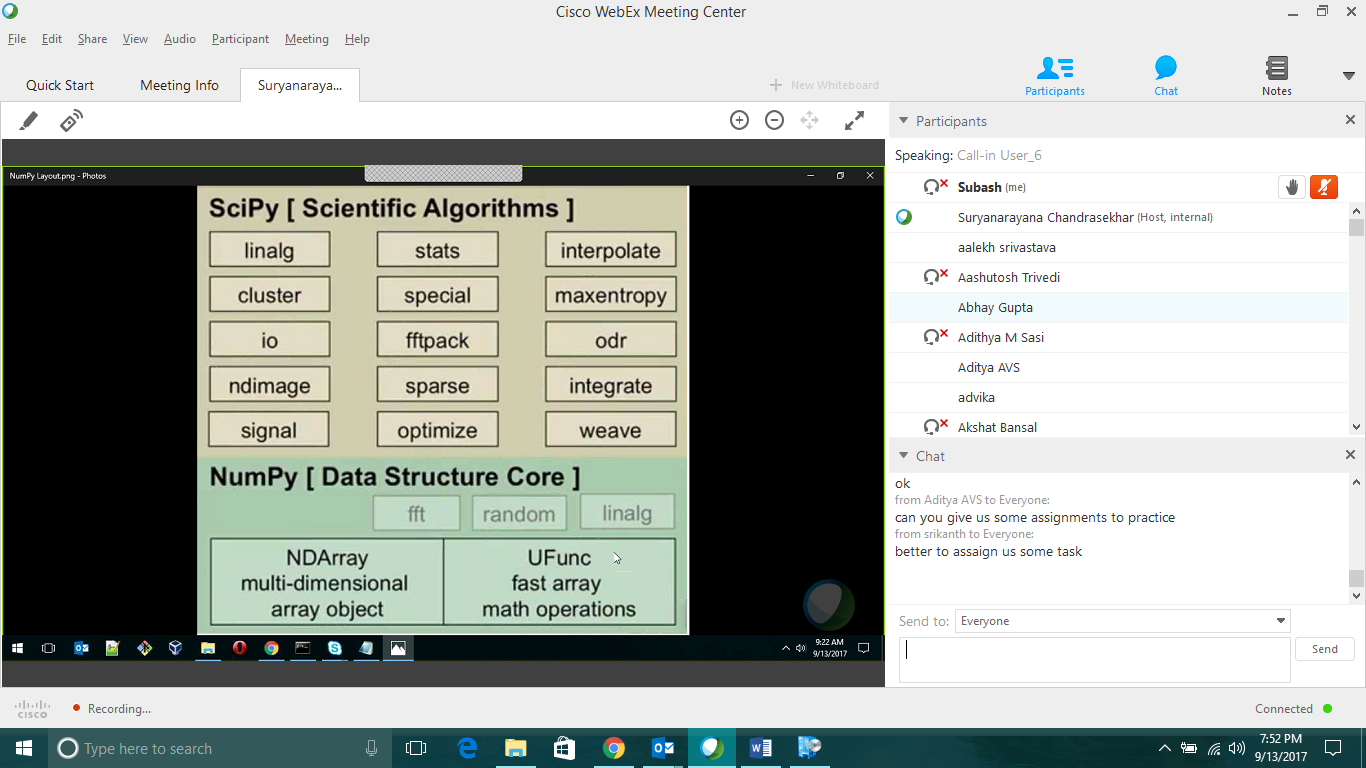 Cisco WebEx Meeting Center
File Edit Share View Audio Participant Meeting Help
Quick Start Meeting Info Suryanaraya...
New Whiteboard
Participants Chat Notes
NumPy Layout.png - Photos
SciPy [ Scientific Algorithms ]
linalg stats interpolate
cluster special maxentropy
io fftpack odr
ndimage sparse integrate
signal optimize weave
NumPy [ Data Structure Core ]
fft random linalg
NDArray
multi-dimensional
array object
UFunc
fast array
math operations
9:22 AM
9/13/2017
Participants
Speaking: Call-in User_6
Subash (me)
Suryanarayana Chandrasekhar (Host, internal)
aalekh srivastava
Aashutosh Trivedi
Abhay Gupta
Adithya M Sasi
Aditya AVS
advika
Akshat Bansal
Chat
ok
from Aditya AVS to Everyone:
can you give us some assignments to practice
from srikanth to Everyone:
better to assaign us some task
Send to: Everyone
Send
CISCO
Recording...
Connected
Type here to search
7:52 PM
9/13/2017